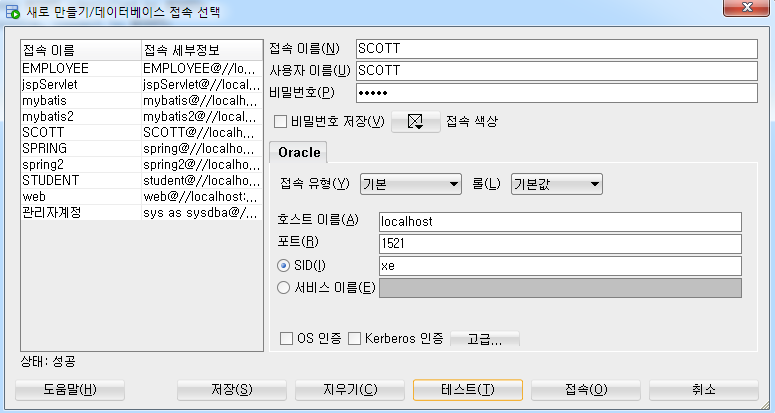 새로 만들기/데이터베이스 접속 선택
접속 이름 접속 세부정보
EMPLOYEE EMPLOYEE@//lo,,,
jspServlet jspServlet@//local,,,
mybatis mybatis@//localh,,,
mybatis2 mybatis2@//local,,,
SCOTT SCOTT@//localh,,,
SPRING spring@//localho,,,
spring2 spring2@//localho,,,
STUDENT student@//localh,,,
web web@//localhost:,,,
관리자계정 sys as sysdba@/,,,
상태: 성공
접속 이름(N) SCOTT
사용자 이름(U) SCOTT
비밀번호(P) •••••
비밀번호 저장(V) 접속 색상
Oracle
접속 유형(Y) 기본 롤(L) 기본값
호스트 이름(A) localhost
포트(R) 1521
SID(I) xe
서비스 이름(E)
OS 인증 Kerberos 인증 고급,,,
도움말(H) 저장(S) 지우기(C) 테스트(T) 접속(O) 취소